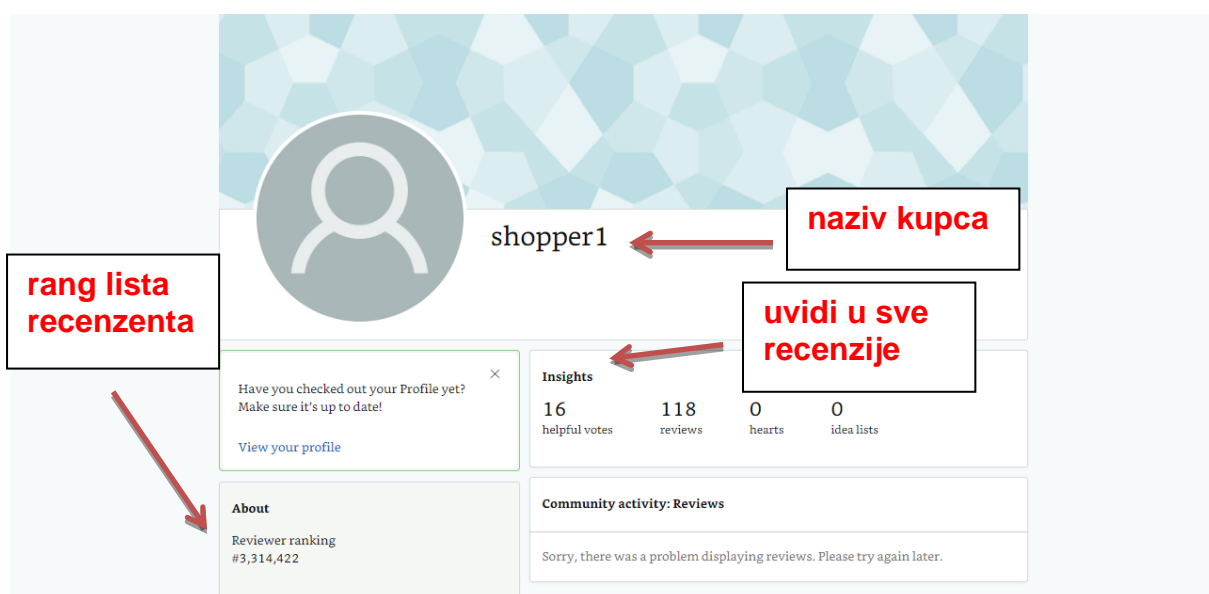 shopper1
naziv kupca
rang lista
recenzenta
uvidi u sve
recenzije
Have you checked out your Profile yet?
Make sure it's up to date!
View your profile
Insights
16 118 0 0
helpful votes reviews hearts idea lists
About
Reviewer ranking
#3,314,422
Community activity: Reviews
Sorry, there was a problem displaying reviews. Please try again later.